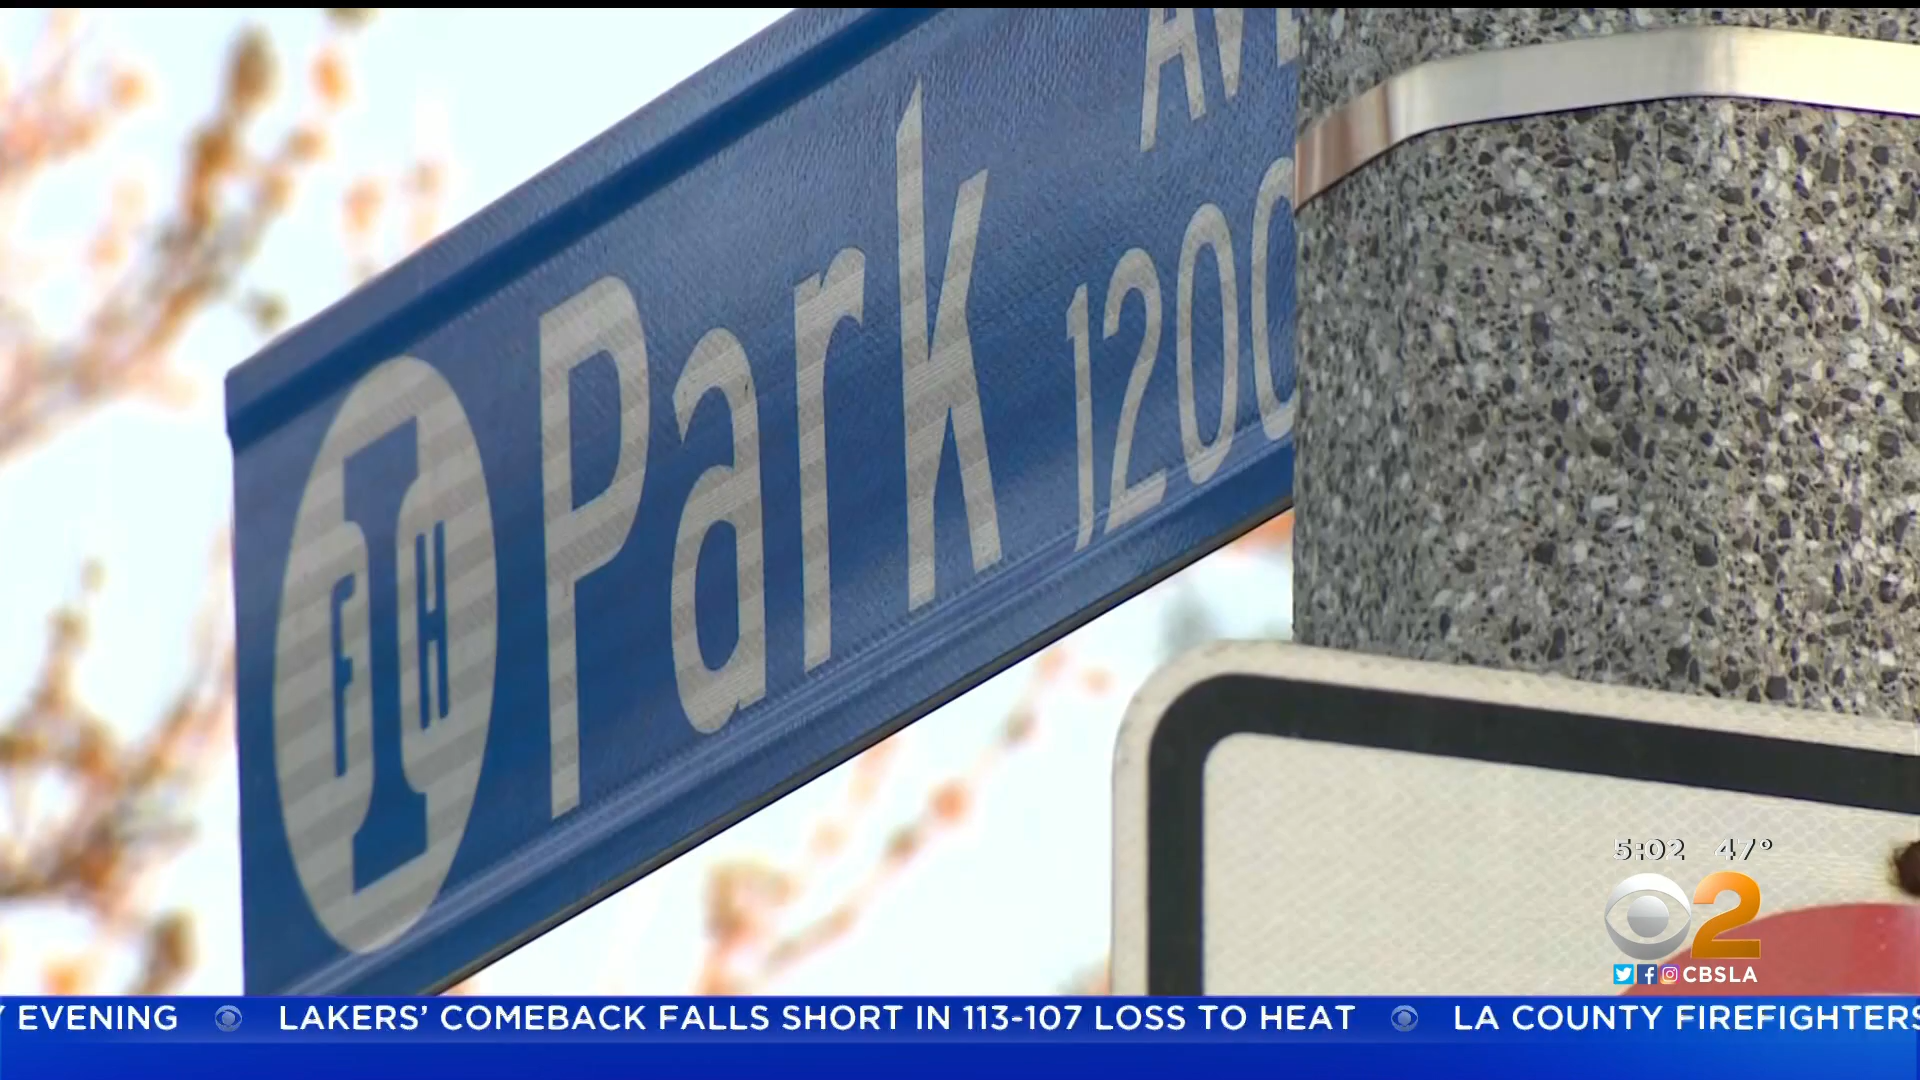 AVE
Park 1200
F I H
5:02 47°
2
CBSLA
Y EVENING LAKERS' COMEBACK FALLS SHORT IN 113-107 LOSS TO HEAT LA COUNTY FIREFIGHTERS